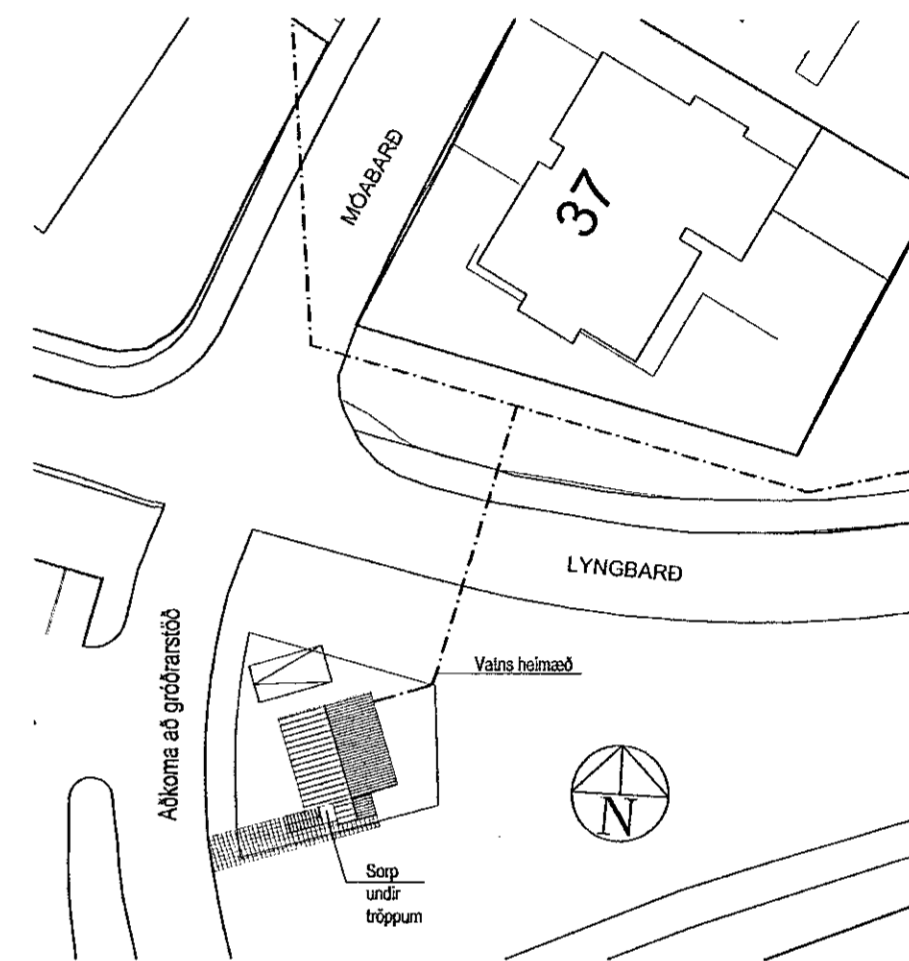 MÓABARÐ
37
LYNGBARÐ
Aðkoma að gróðrarstöð
Vatns heimæð
N
Sorp
undir
tröppum